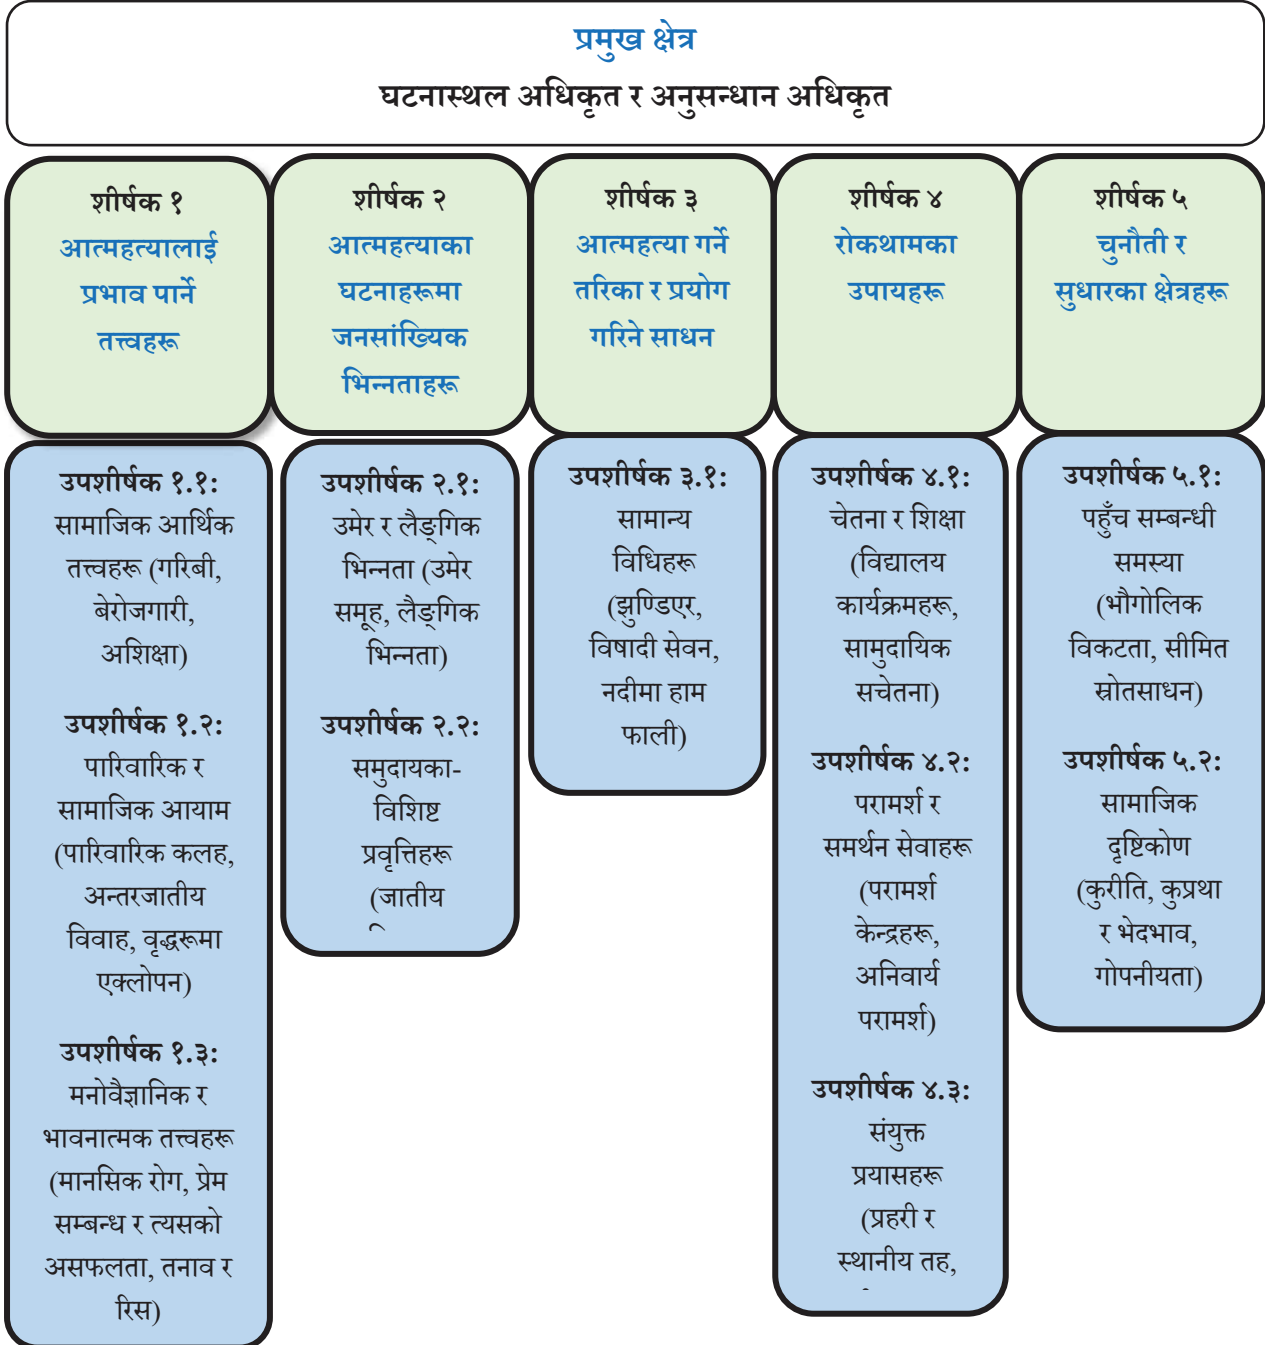 प्रमुख क्षेत्र
घटनास्थल अधिकृत र अनुसन्धान अधिकृत
शीर्षक १
आत्महत्यालाई
प्रभाव पार्ने
तत्त्वहरू
शीर्षक २
आत्महत्याका
घटनाहरूमा
जनसांख्यिक
भिन्नताहरू
शीर्षक ३
आत्महत्या गर्ने
तरिका र प्रयोग
गरिने साधन
शीर्षक ४
रोकथामका
उपायहरू
शीर्षक ५
चुनौती र
सुधारका क्षेत्रहरू
उपशीर्षक १.१:
सामाजिक आर्थिक
तत्त्वहरू (गरिबी,
बेरोजगारी,
अशिक्षा)
उपशीर्षक १.२:
पारिवारिक र
सामाजिक आयाम
(पारिवारिक कलह,
अन्तरजातीय
विवाह, वृद्धरूमा
एक्लोपन)
उपशीर्षक १.३:
मनोवैज्ञानिक र
भावनात्मक तत्त्वहरू
(मानसिक रोग, प्रेम
सम्बन्ध र त्यसको
असफलता, तनाव र
रिस)
उपशीर्षक २.१:
उमेर र लैङ्गिक
भिन्नता (उमेर
समूह, लैङ्गिक
भिन्नता)
उपशीर्षक २.२:
समुदायका-
विशिष्ट
प्रवृत्तिहरू
(जातीय
उपशीर्षक ३.१:
सामान्य
विधिहरू
(झुण्डिएर,
विषादी सेवन,
नदीमा हाम
फाली)
उपशीर्षक ४.१:
चेतना र शिक्षा
(विद्यालय
कार्यक्रमहरू,
सामुदायिक
सचेतना)
उपशीर्षक ४.२:
परामर्श र
समर्थन सेवाहरू
(परामर्श
केन्द्रहरू,
अनिवार्य
परामर्श)
उपशीर्षक ४.३:
संयुक्त
प्रयासहरू
(प्रहरी र
स्थानीय तह,
उपशीर्षक ५.१:
पहुँच सम्बन्धी
समस्या
(भौगोलिक
विकटता, सीमित
स्रोतसाधन)
उपशीर्षक ५.२:
सामाजिक
दृष्टिकोण
(कुरीति, कुप्रथा
र भेदभाव,
गोपनीयता)